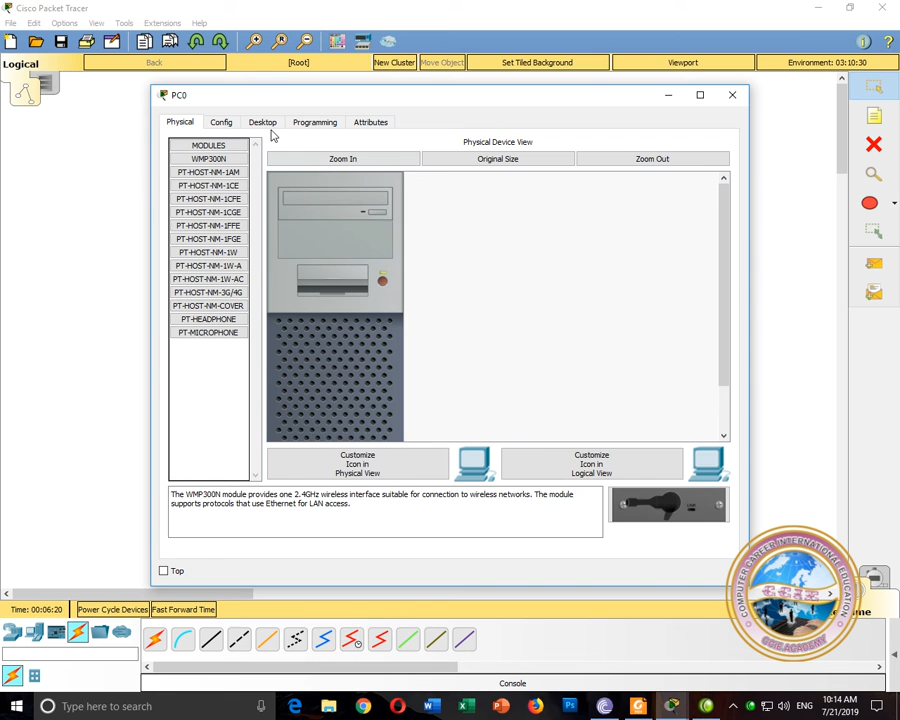 Cisco Packet Tracer
File Edit Options View Tools Extensions Help
Logical
Back
[Root]
New Cluster
Move Object
Set Tiled Background
Viewport
Environment: 03:10:30
PC0
Physical
Config
Desktop
Programming
Attributes
MODULES
WMP300N
PT-HOST-NM-1AM
PT-HOST-NM-1CE
PT-HOST-NM-1CFE
PT-HOST-NM-1CGE
PT-HOST-NM-1FFE
PT-HOST-NM-1FGE
PT-HOST-NM-1W
PT-HOST-NM-1W-A
PT-HOST-NM-1W-AC
PT-HOST-NM-3G/4G
PT-HOST-NM-COVER
PT-HEADPHONE
PT-MICROPHONE
Physical Device View
Zoom In
Original Size
Zoom Out
Customize
Icon in
Physical View
Customize
Icon in
Logical View
The WMP300N module provides one 2.4GHz wireless interface suitable for connection to wireless networks. The module
supports protocols that use Ethernet for LAN access.
Top
COMPUTER CAREER INTERNATIONAL EDUCATION
CCIE ACADEMY
Time: 00:06:20
Power Cycle Devices
Fast Forward Time
Console
Type here to search
ENG
10:14 AM
7/21/2019